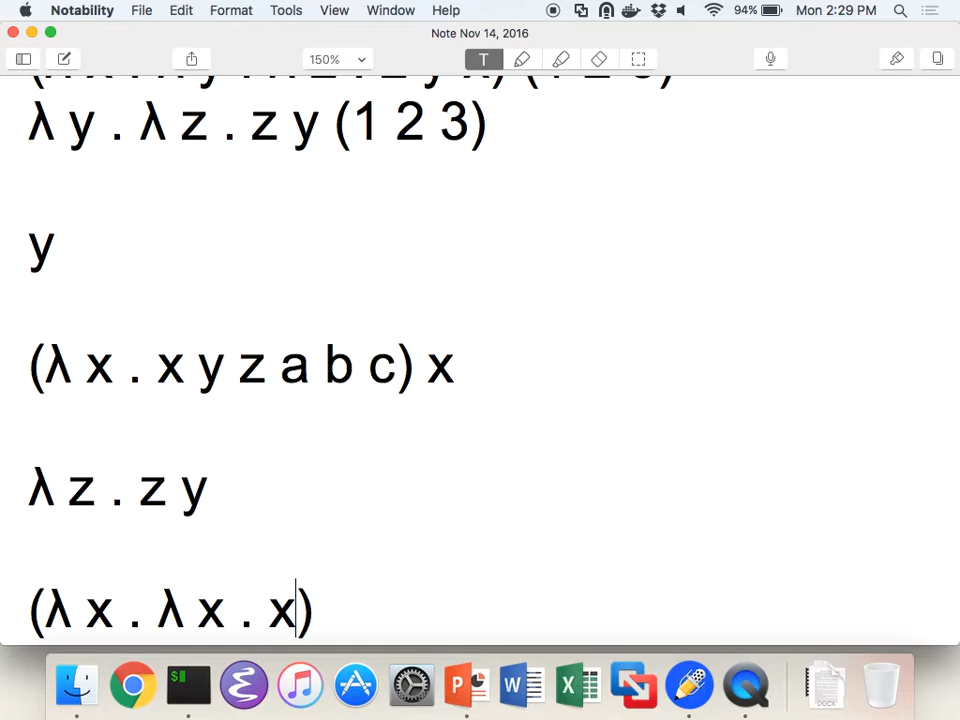 Notability File Edit Format Tools View Window Help 94% Mon 2:29 PM
Note Nov 14, 2016
150% T
λ y . λ z . z y (1 2 3)
y
(λ x . x y z a b c) x
λ z . z y
(λ x . λ x . x)
$ P W X DOCX